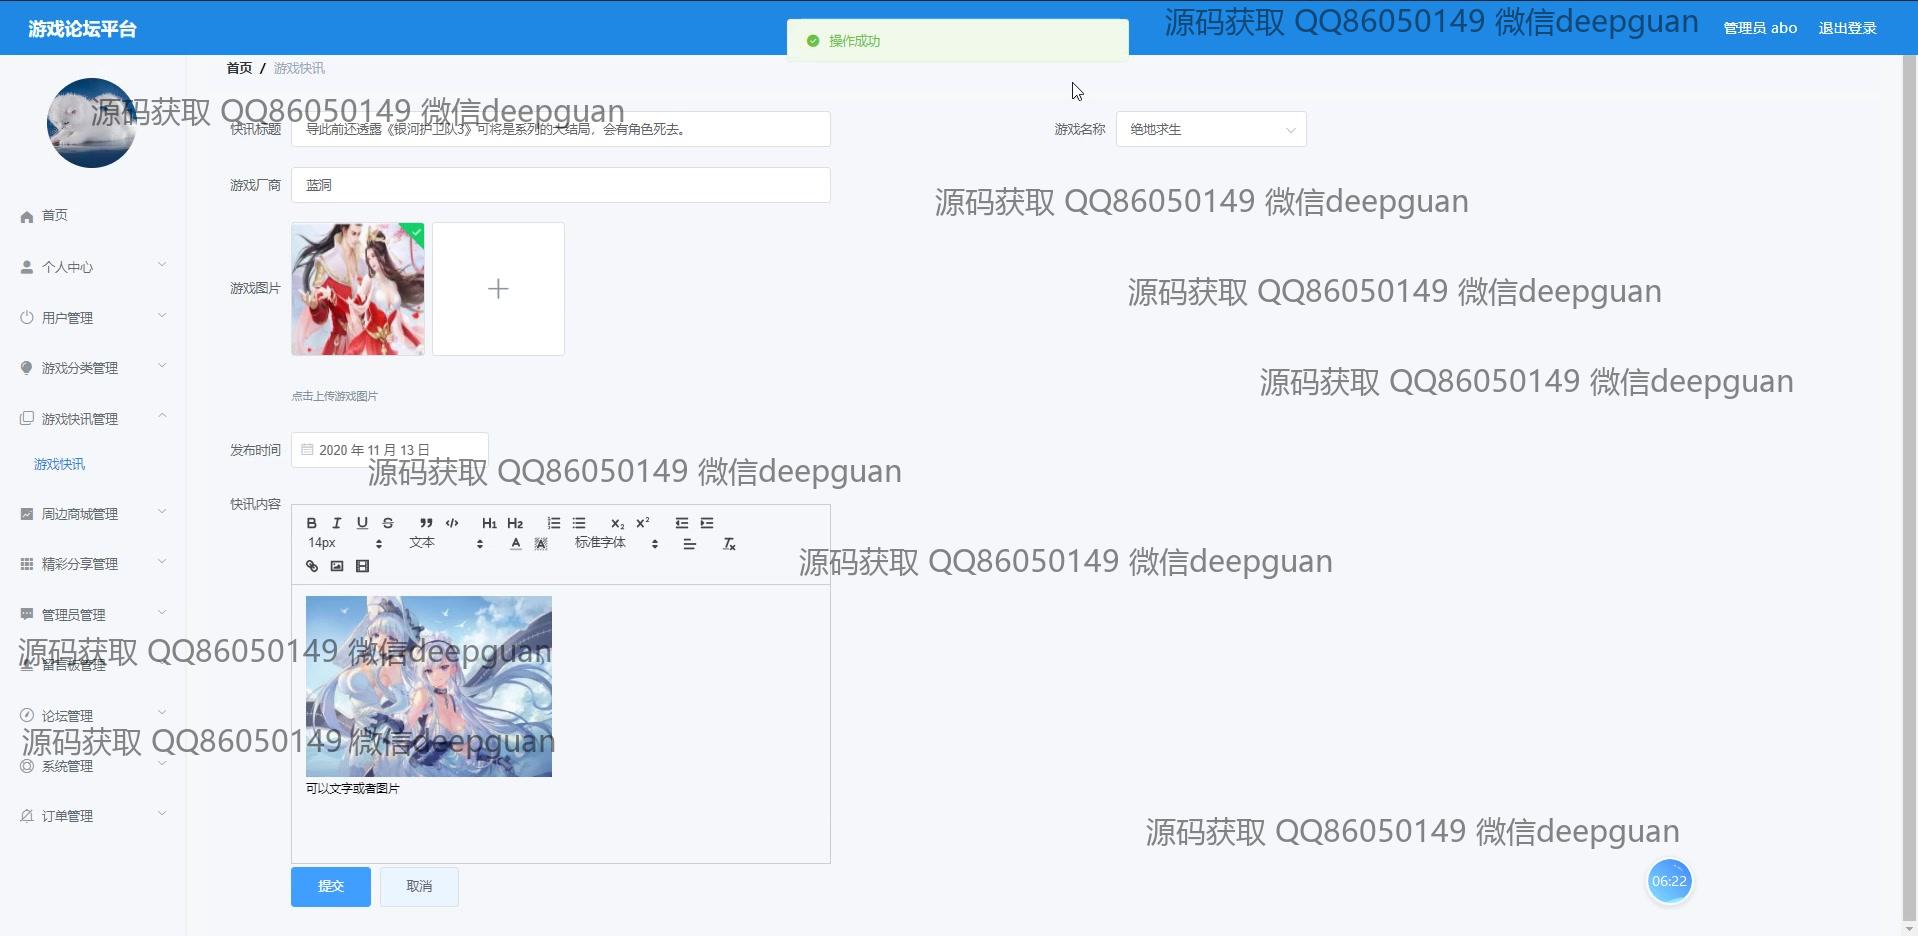 游戏论坛平台
操作成功
源码获取 QQ86050149 微信deepguan
管理员 abo
退出登录
首页 / 游戏快讯
源码获取 QQ86050149 微信deepguan
快讯标题
导此前还透露《银河护卫队3》可将是系列的大结局，会有角色死去。
游戏名称
绝地求生
游戏厂商
蓝洞
源码获取 QQ86050149 微信deepguan
首页
个人中心
游戏图片
源码获取 QQ86050149 微信deepguan
用户管理
游戏分类管理
源码获取 QQ86050149 微信deepguan
点击上传游戏图片
游戏快讯管理
发布时间
2020 年 11 月 13 日
游戏快讯
源码获取 QQ86050149 微信deepguan
快讯内容
周边商城管理
B I U S H1 H2 X2 X2
14px 文本 A A 标准字体 Tx
精彩分享管理
源码获取 QQ86050149 微信deepguan
管理员管理
源码获取 QQ86050149 微信deepguan
留言板管理
论坛管理
源码获取 QQ86050149 微信deepguan
系统管理
可以文字或者图片
订单管理
源码获取 QQ86050149 微信deepguan
提交
取消
06:22